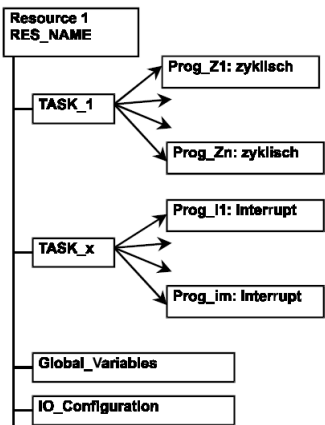 Resource 1
RES_NAME
Prog_Z1: zyklisch
TASK_1
Prog_Zn: zyklisch
Prog_I1: Interrupt
TASK_x
Prog_im: Interrupt
Global_Variables
IO_Configuration